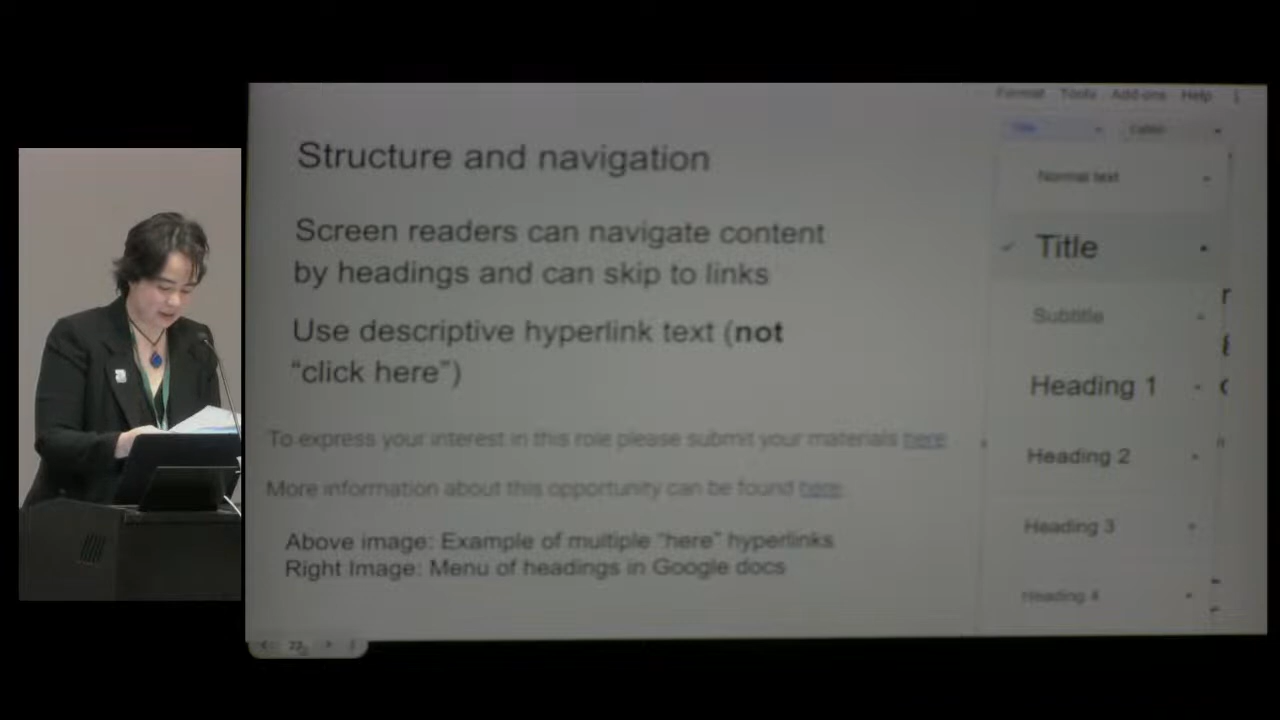 Structure and navigation
Screen readers can navigate content
by headings and can skip to links
Use descriptive hyperlink text (not
“click here”)
To express your interest in this role please submit your materials here
More information about this opportunity can be found here
Above image: Example of multiple “here” hyperlinks
Right Image: Menu of headings in Google docs
Format Tools Add-ons Help
Title
Normal text
Title
Subtitle
Heading 1
Heading 2
Heading 3
Heading 4
22